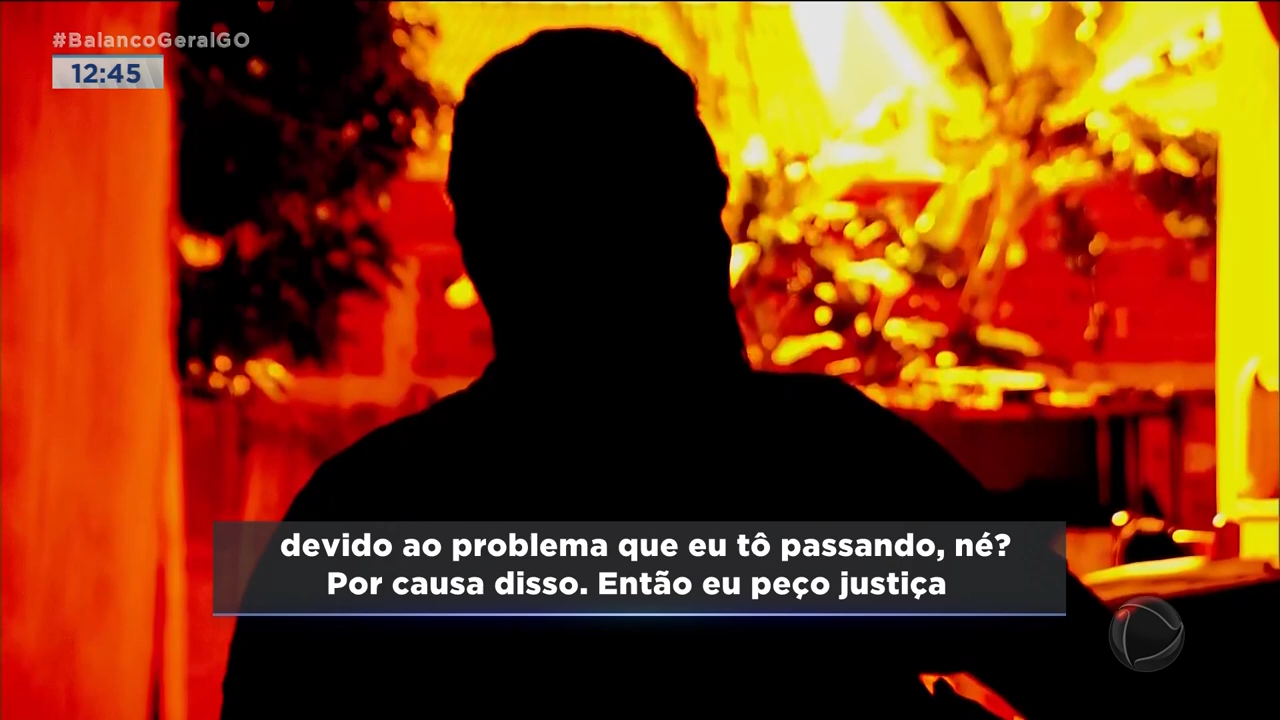 #BalancoGeralGO
12:45
devido ao problema que eu tô passando, né?
Por causa disso. Então eu peço justiça